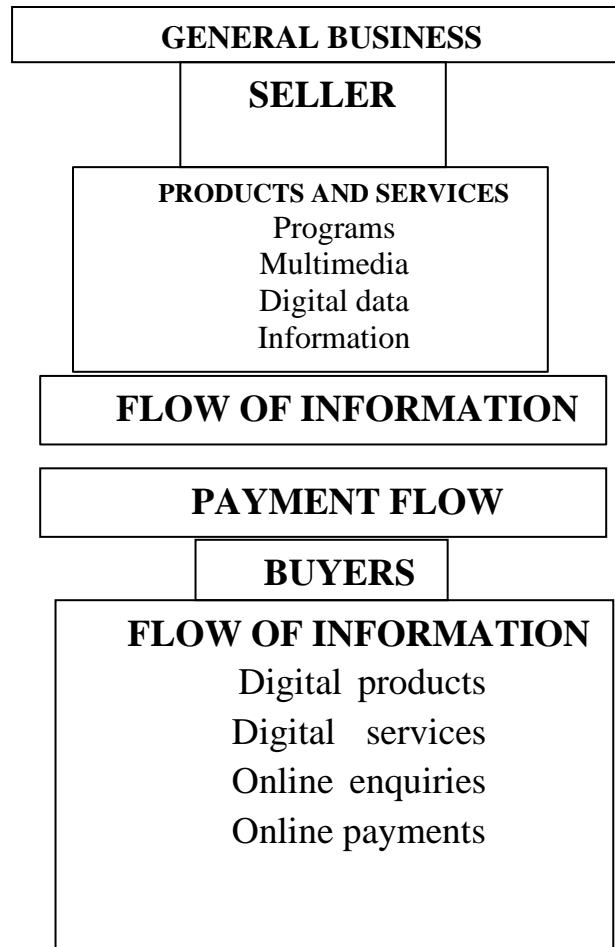 GENERAL BUSINESS
SELLER
PRODUCTS AND SERVICES
Programs
Multimedia
Digital data
Information
FLOW OF INFORMATION
PAYMENT FLOW
BUYERS
FLOW OF INFORMATION
Digital products
Digital services
Online enquiries
Online payments